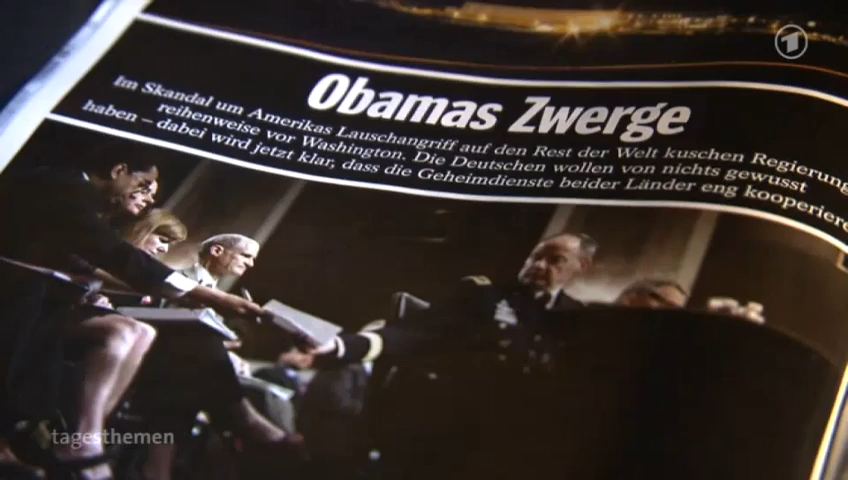 1
Obamas Zwerge
Im Skandal um Amerikas Lauschangriff auf den Rest der Welt kuschen Regierung
reihenweise vor Washington. Die Deutschen wollen von nichts gewusst
haben – dabei wird jetzt klar, dass die Geheimdienste beider Länder eng kooperiere
tagesthemen